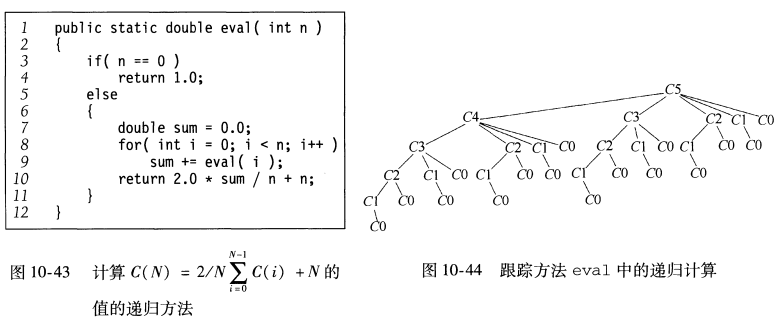 1 public static double eval( int n )
2 {
3 if( n == 0 )
4 return 1.0;
5 else
6 {
7 double sum = 0.0;
8 for( int i = 0; i < n; i++ )
9 sum += eval( i );
10 return 2.0 * sum / n + n;
11 }
12 }
图 10-43 计算 C(N) = 2/N∑_{i=0}^{N-1} C(i) + N 的
值的递归方法
C5
C4 C3 C2 C1 C0
C3 C2 C1 C0 C2 C1 C0 C1 C0 C0
C2 C1 C0 C1 C0 C0 C1 C0 C0 C0
C1 C0 C0 C0 C0
C0
图 10-44 跟踪方法 eval 中的递归计算